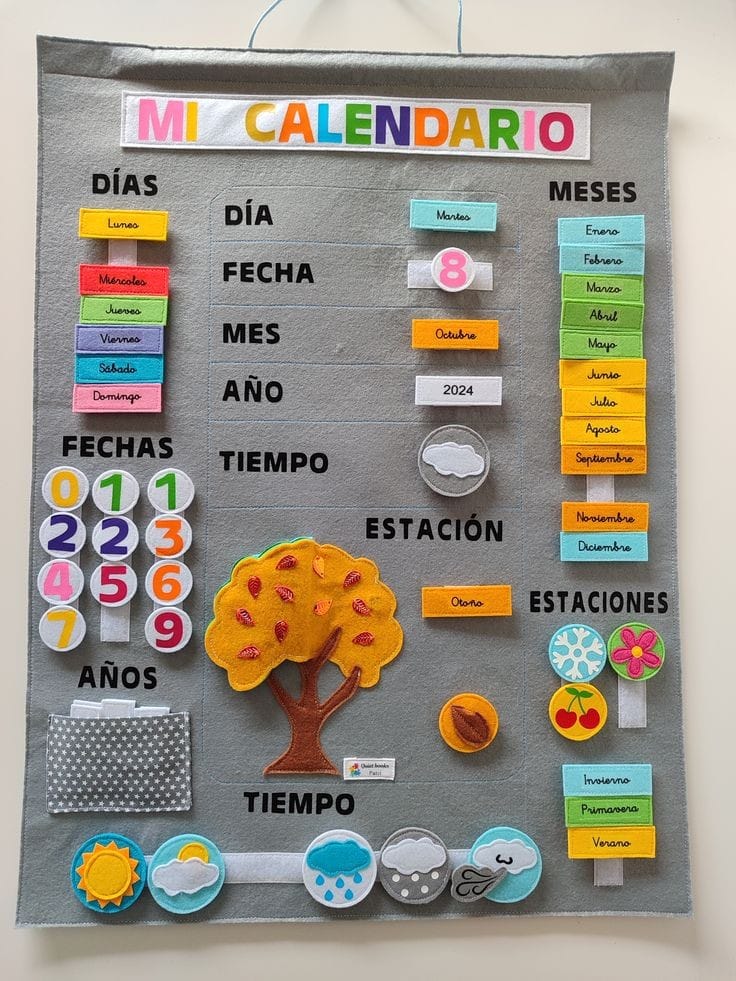 MI CALENDARIO
DÍAS
Lunes
Miércoles
Jueves
Viernes
Sábado
Domingo
FECHAS
0 1 1
2 2 3
4 5 6
7 9
AÑOS
DÍA Martes
FECHA 8
MES Octubre
AÑO 2024
TIEMPO
ESTACIÓN
Otoño
Quiet books
Patri
TIEMPO
MESES
Enero
Febrero
Marzo
Abril
Mayo
Junio
Julio
Agosto
Septiembre
Noviembre
Diciembre
ESTACIONES
Invierno
Primavera
Verano